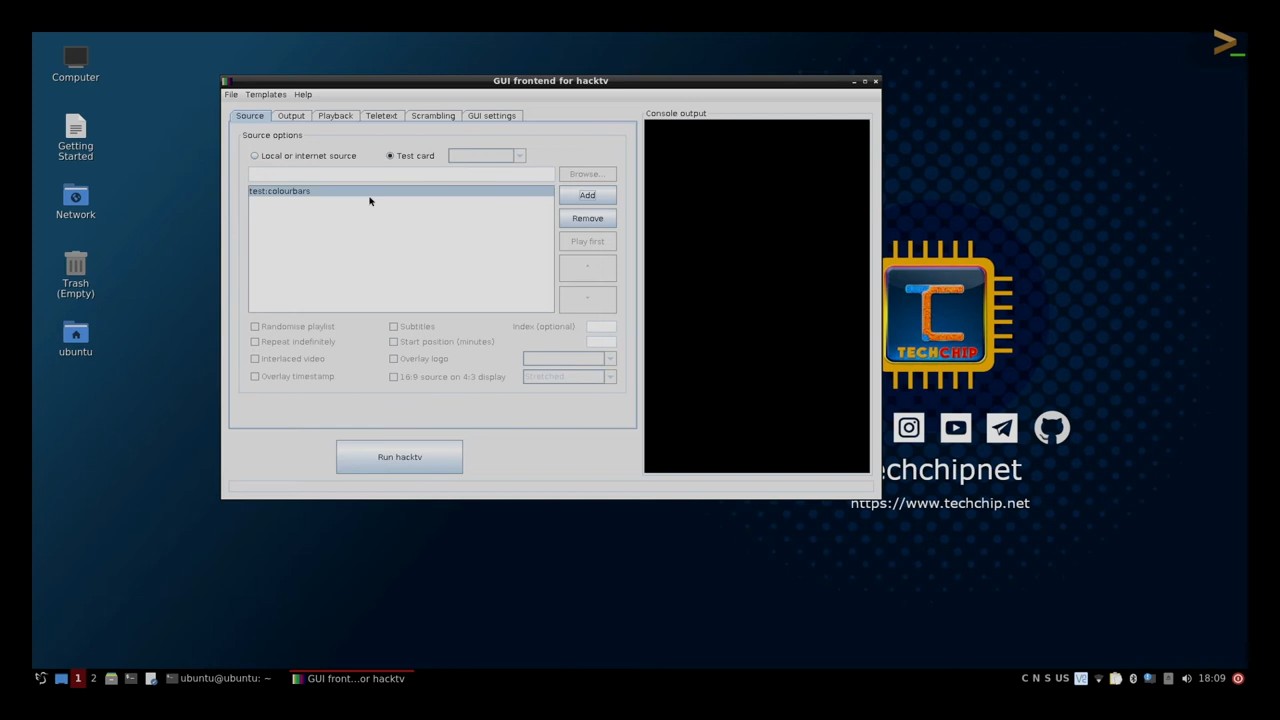 >_
Computer
Getting
Started
Network
Trash
(Empty)
ubuntu
GUI frontend for hacktv
File Templates Help
Source Output Playback Teletext Scrambling GUI settings
Source options
Local or internet source Test card
Browse...
test:colourbars
Add
Remove
Play first
Randomise playlist Subtitles Index (optional)
Repeat indefinitely Start position (minutes)
Interlaced video Overlay logo
Overlay timestamp 16:9 source on 4:3 display Stretched
Run hacktv
Console output
TECHCHIP
echchipnet
https://www.techchip.net
1 2 ubuntu@ubuntu: ~ GUI front...or hacktv
C N S US V2 18:09